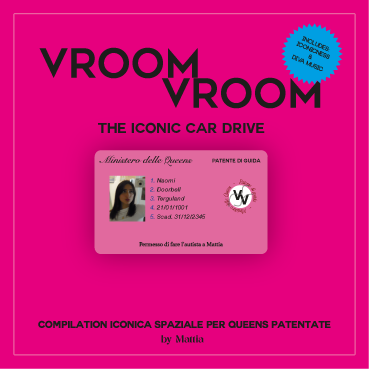 VROOM
VROOM
INCLUDES
ICONICNESS
&
DIVA MUSIC
THE ICONIC CAR DRIVE
Ministero delle Queens
PATENTE DI GUIDA
1. Naomi
2. Doorbell
3. Terguland
4. 21/01/1001
5. Scad. 31/12/2345
VV
Permesso di fare l'autista a Mattia
COMPILATION ICONICA SPAZIALE PER QUEENS PATENTATE
by Mattia